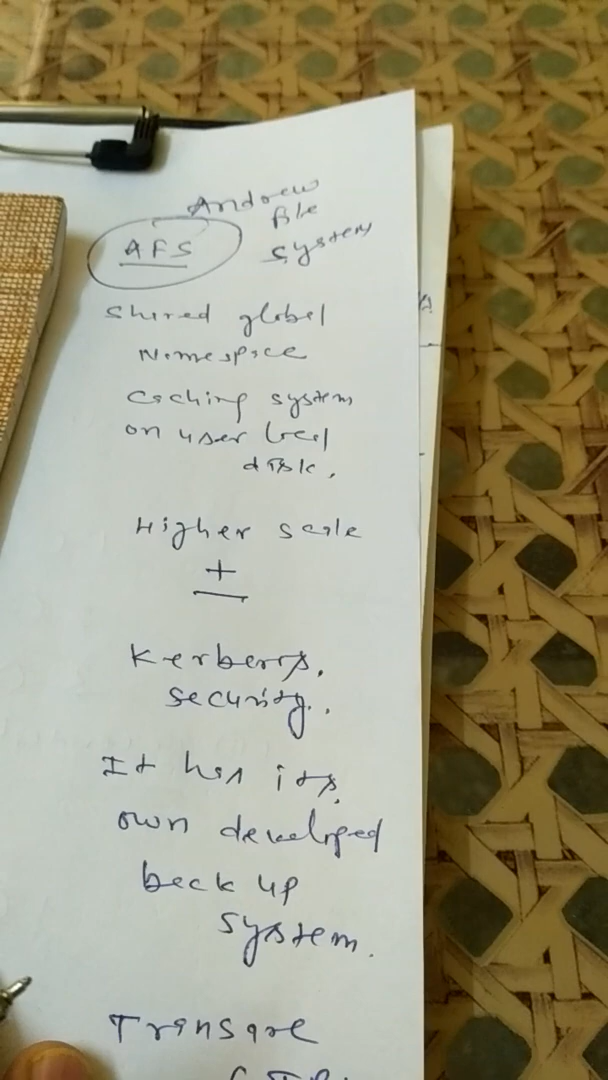 Andrew
file
system
AFS
shared global
Namespace
caching system
on user local
disk.
Higher scale
+
Kerberos.
security.
It has its
own developed
back up
system.
Transarc